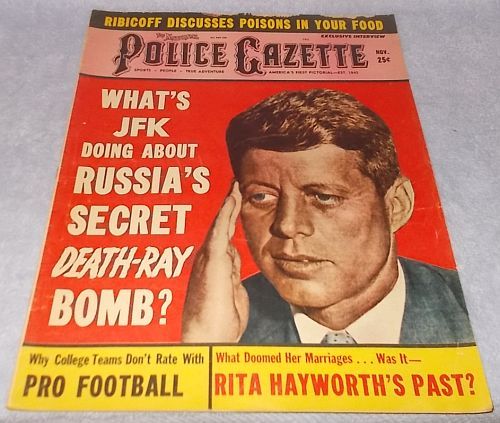 RIBICOFF DISCUSSES POISONS IN YOUR FOOD
EXCLUSIVE INTERVIEW
POLICE GAZETTE
NOV.
25¢
SPORTS - PEOPLE - TRUE ADVENTURE
AMERICA'S FIRST PICTORIAL—EST. 1845
WHAT'S
JFK
DOING ABOUT
RUSSIA'S
SECRET
DEATH-RAY
BOMB?
Why College Teams Don't Rate With
PRO FOOTBALL
What Doomed Her Marriages . . . Was It—
RITA HAYWORTH'S PAST?